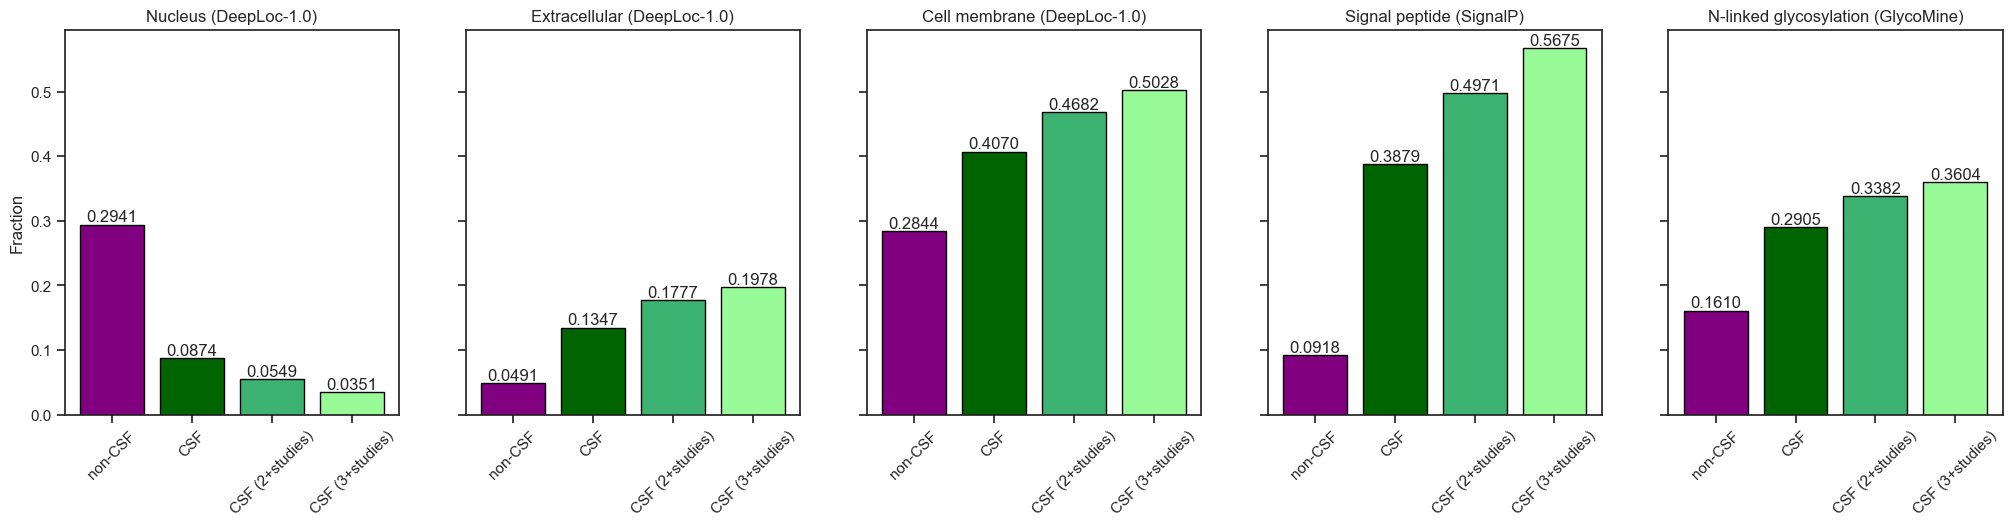 Nucleus (DeepLoc-1.0)
Extracellular (DeepLoc-1.0)
Cell membrane (DeepLoc-1.0)
Signal peptide (SignalP)
N-linked glycosylation (GlycoMine)
Fraction
0.5
0.4
0.3
0.2
0.1
0.0
0.2941
0.0874
0.0549
0.0351
0.0491
0.1347
0.1777
0.1978
0.2844
0.4070
0.4682
0.5028
0.0918
0.3879
0.4971
0.5675
0.1610
0.2905
0.3382
0.3604
non-CSF
CSF
CSF (2+studies)
CSF (3+studies)
non-CSF
CSF
CSF (2+studies)
CSF (3+studies)
non-CSF
CSF
CSF (2+studies)
CSF (3+studies)
non-CSF
CSF
CSF (2+studies)
CSF (3+studies)
non-CSF
CSF
CSF (2+studies)
CSF (3+studies)